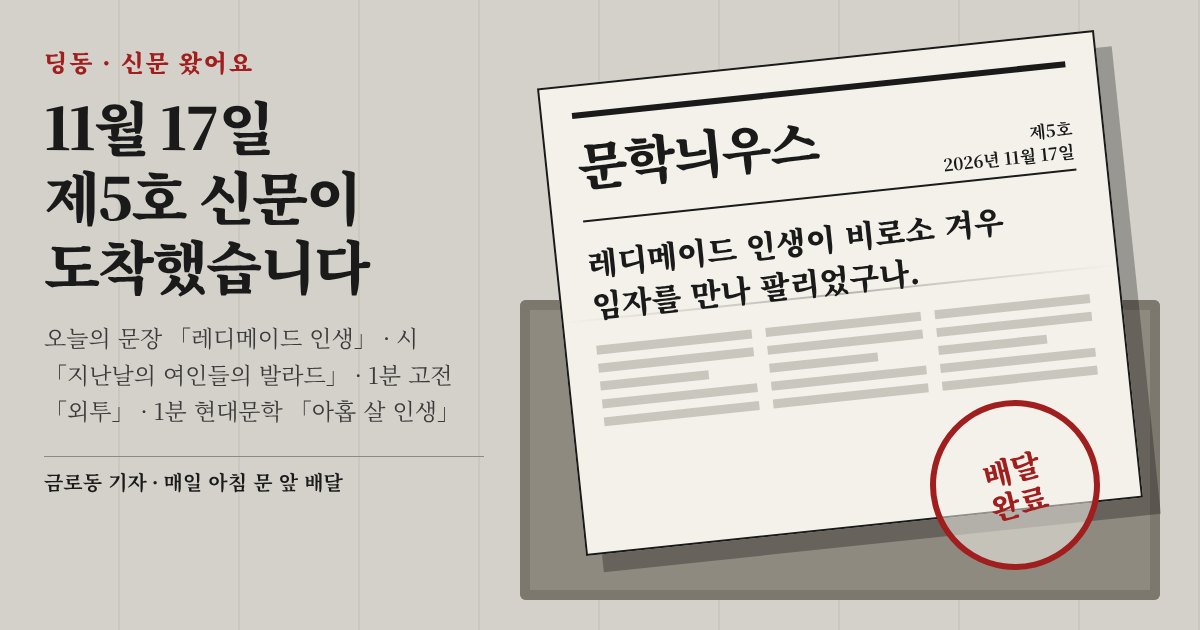 딩동 · 신문 왔어요
11월 17일
제5호 신문이
도착했습니다
오늘의 문장 「레디메이드 인생」 · 시
「지난날의 여인들의 발라드」 · 1분 고전
「외투」 · 1분 현대문학 「아홉 살 인생」
금로동 기자 · 매일 아침 문 앞 배달
문학늬우스
제5호
2026년 11월 17일
레디메이드 인생이 비로소 겨우
임자를 만나 팔리었구나.
배달
완료